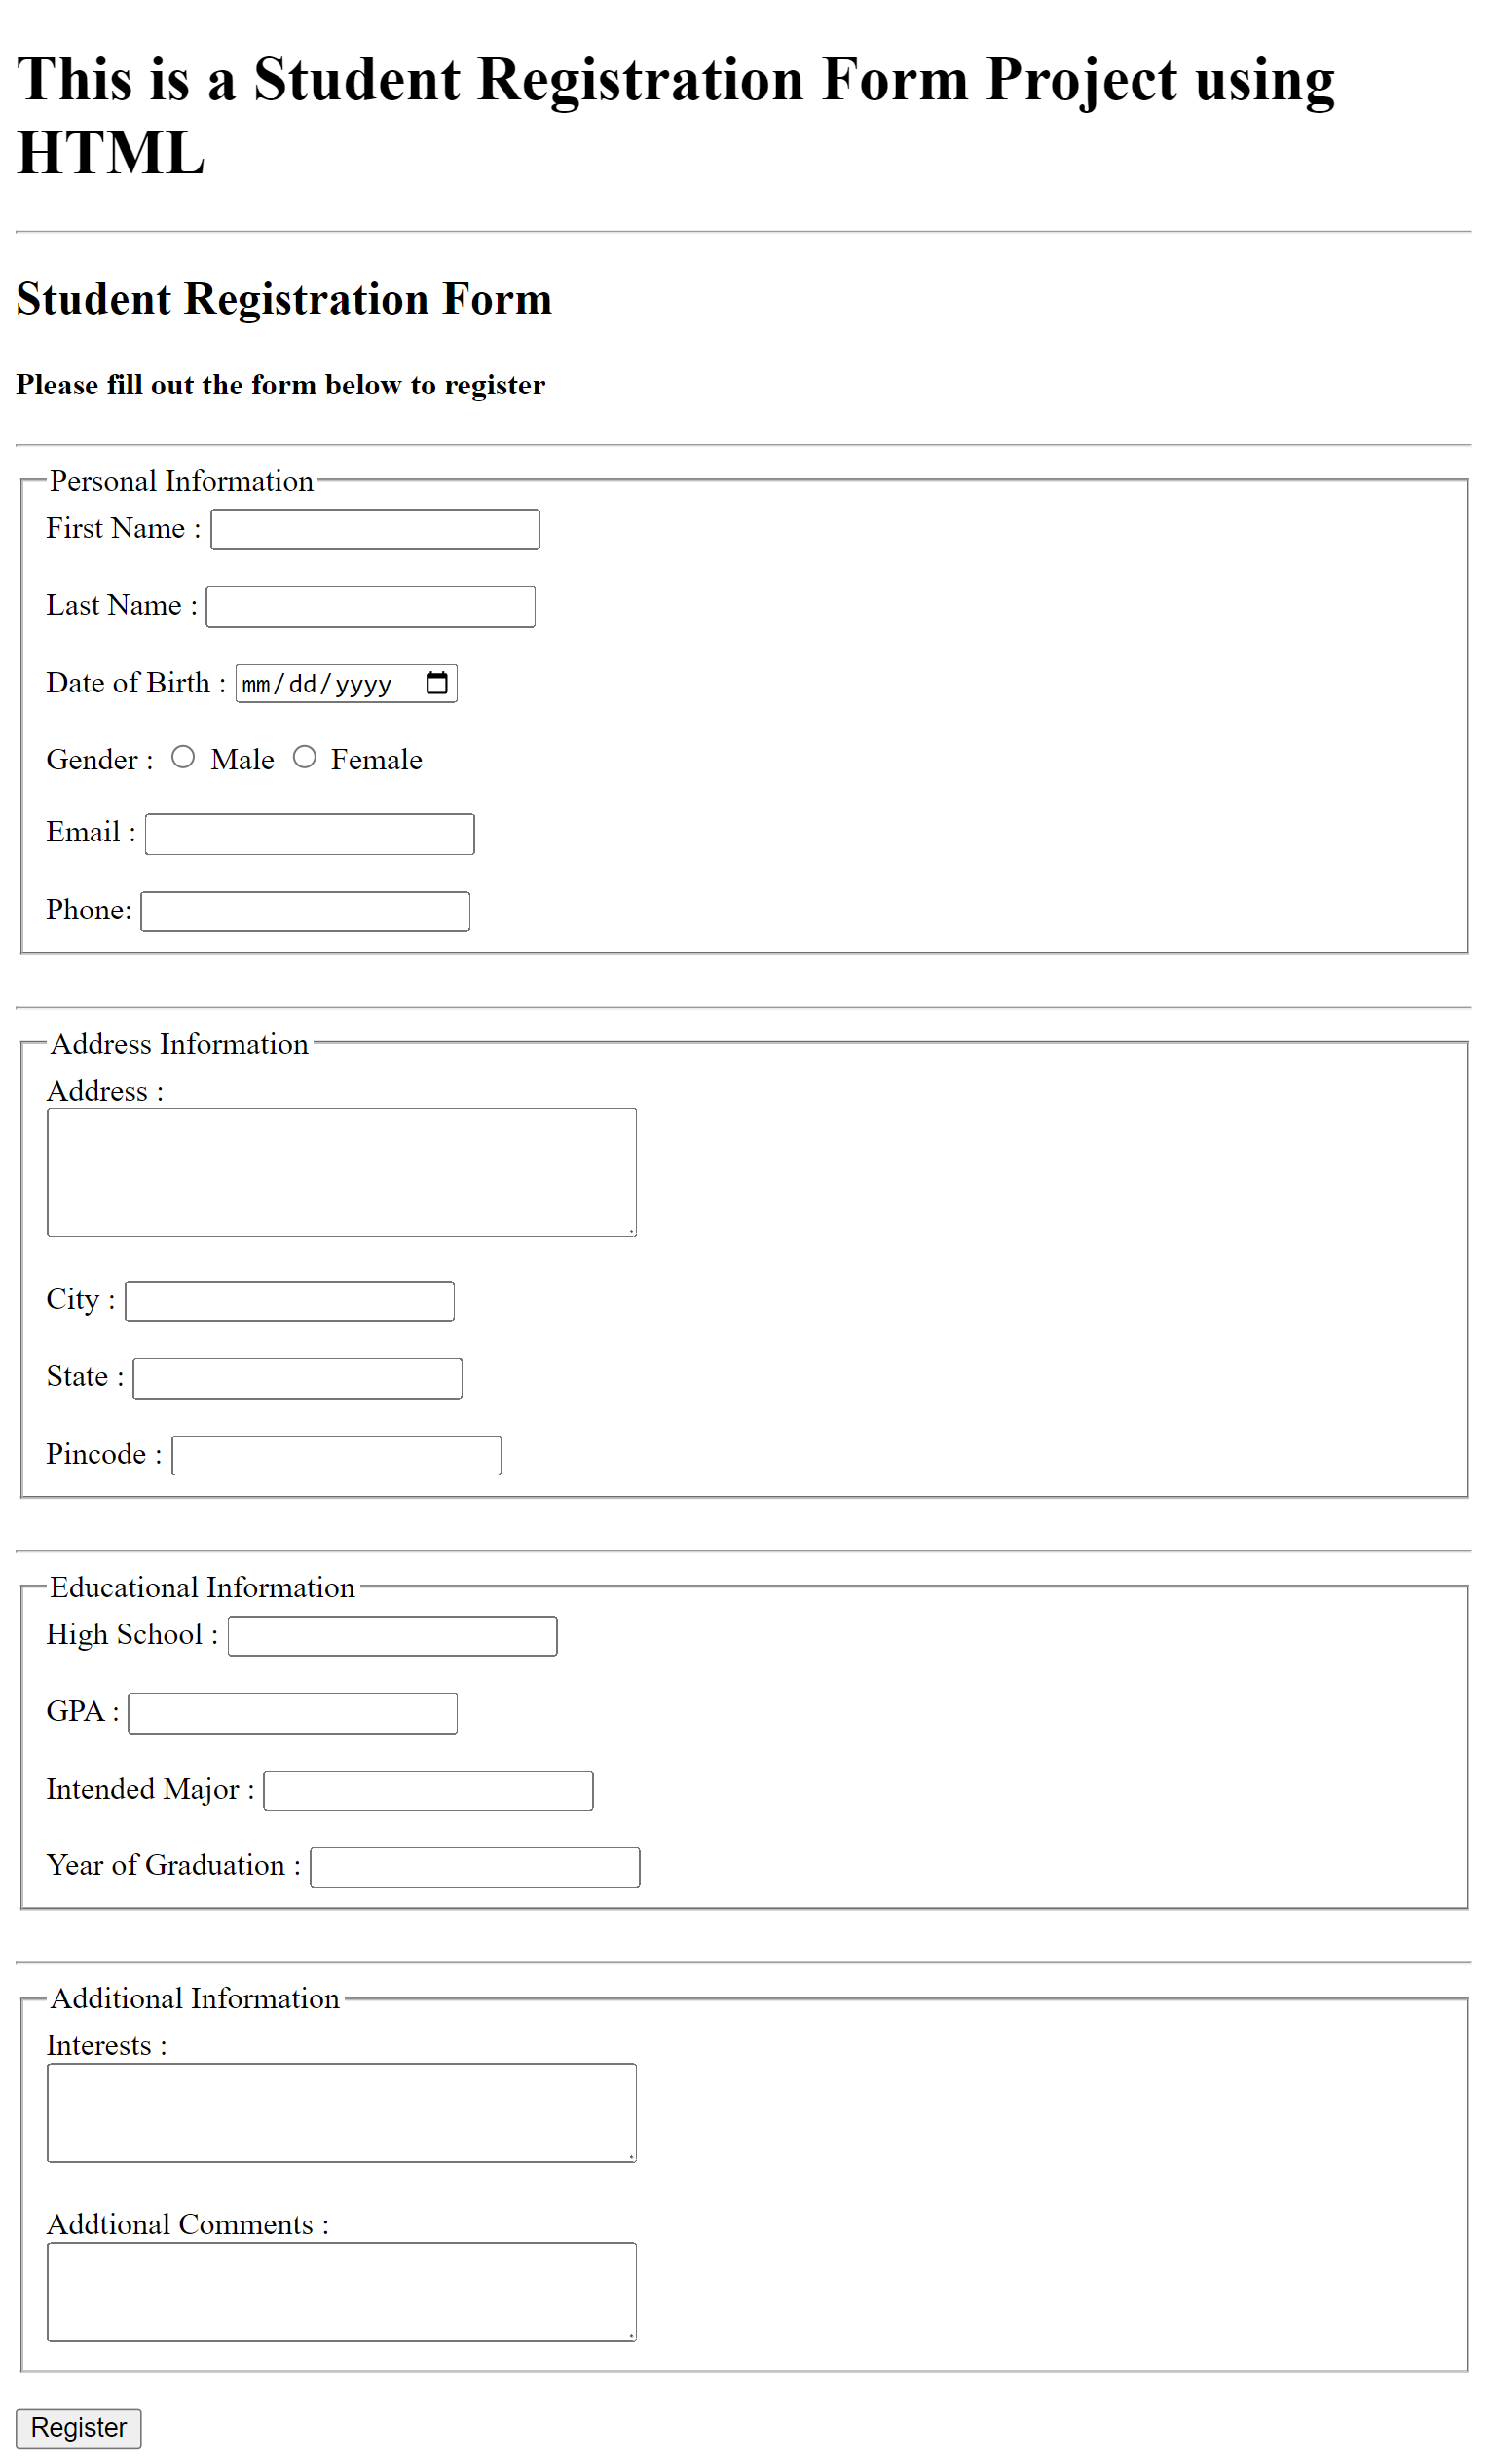 This is a Student Registration Form Project using
HTML
Student Registration Form
Please fill out the form below to register
Personal Information
First Name :
Last Name :
Date of Birth : mm/dd/yyyy
Gender : Male Female
Email :
Phone:
Address Information
Address :
City :
State :
Pincode :
Educational Information
High School :
GPA :
Intended Major :
Year of Graduation :
Additional Information
Interests :
Addtional Comments :
Register